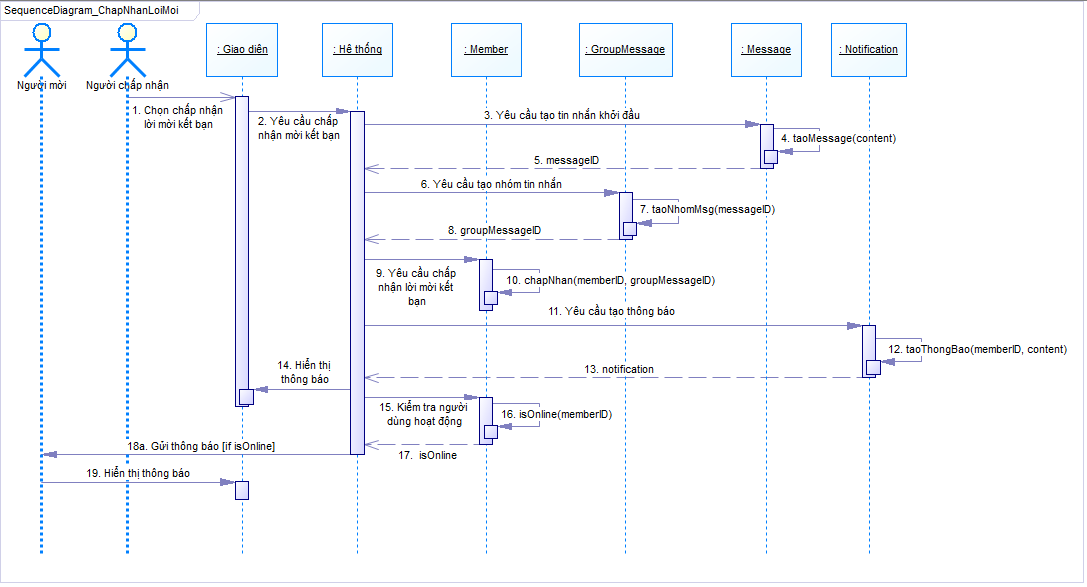 SequenceDiagram_ChapNhanLoiMoi
: Giao diên
: Hê thống
: Member
: GroupMessage
: Message
: Notification
Người mời
Người chấp nhận
1. Chọn chấp nhận
lời mời kết bạn
2. Yêu cầu chấp
nhận mời kết bạn
3. Yêu cầu tạo tin nhắn khởi đầu
4. taoMessage(content)
5. messageID
6. Yêu cầu tạo nhóm tin nhắn
7. taoNhomMsg(messageID)
8. groupMessageID
9. Yêu cầu chấp
nhận lời mời kết
bạn
10. chapNhan(memberID, groupMessageID)
11. Yêu cầu tạo thông báo
12. taoThongBao(memberID, content)
13. notification
14. Hiển thị
thông báo
15. Kiểm tra người
dùng hoạt động
16. isOnline(memberID)
17. isOnline
18a. Gửi thông báo [if isOnline]
19. Hiển thị thông báo